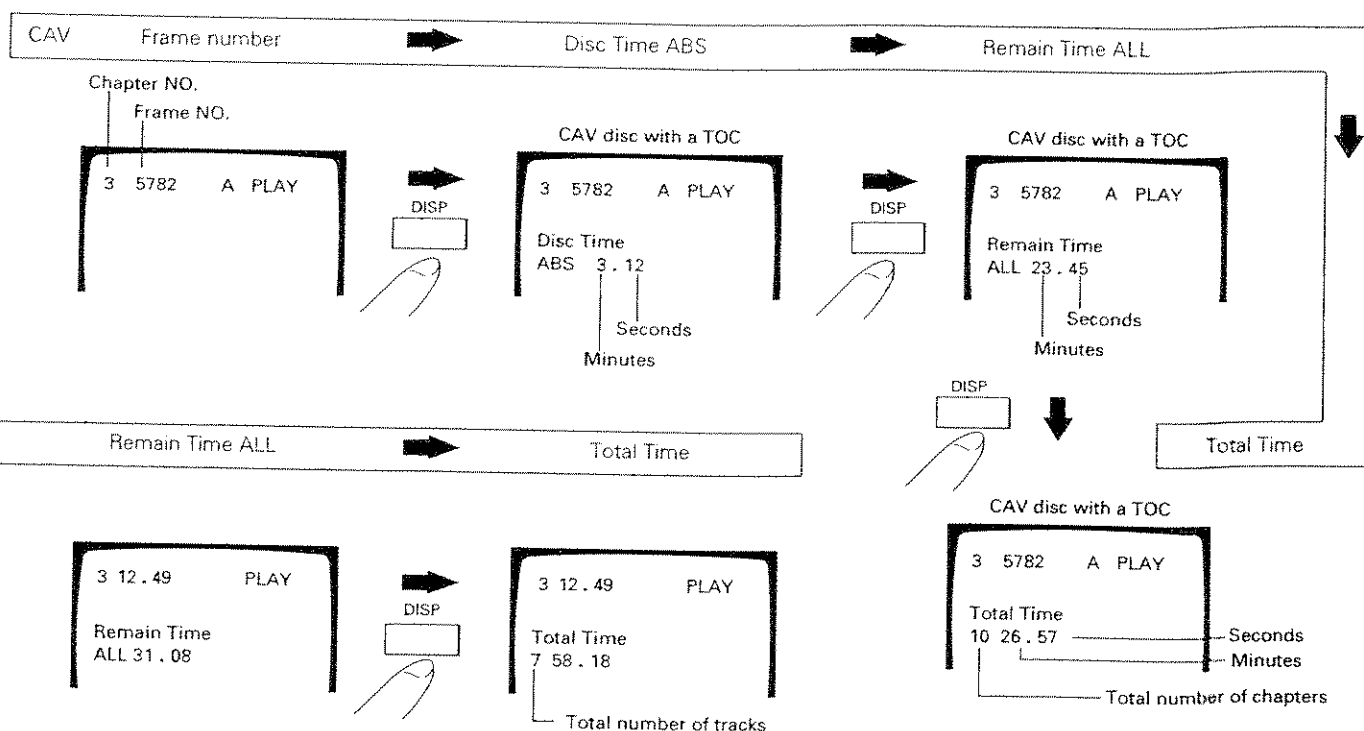 CAV Frame number Disc Time ABS Remain Time ALL
Chapter NO.
Frame NO.
3 5782 A PLAY
DISP
CAV disc with a TOC
3 5782 A PLAY
Disc Time
ABS 3.12
Seconds
Minutes
DISP
CAV disc with a TOC
3 5782 A PLAY
Remain Time
ALL 23.45
Seconds
Minutes
DISP
Total Time
CAV disc with a TOC
3 5782 A PLAY
Total Time
10 26.57
Seconds
Minutes
Total number of chapters
Remain Time ALL Total Time
3 12.49 PLAY
Remain Time
ALL 31.08
DISP
3 12.49 PLAY
Total Time
7 58.18
Total number of tracks